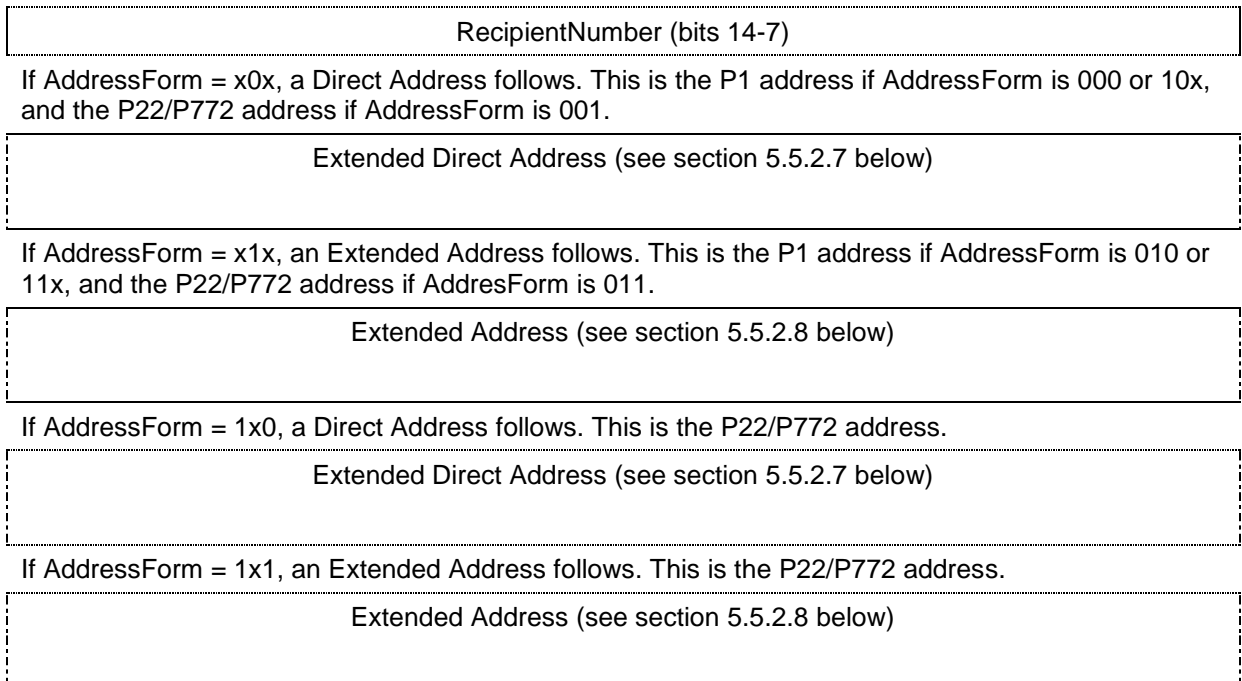 RecipientNumber (bits 14-7)
If AddressForm = x0x, a Direct Address follows. This is the P1 address if AddressForm is 000 or 10x,
and the P22/P772 address if AddressForm is 001.
Extended Direct Address (see section 5.5.2.7 below)
If AddressForm = x1x, an Extended Address follows. This is the P1 address if AddressForm is 010 or
11x, and the P22/P772 address if AddresForm is 011.
Extended Address (see section 5.5.2.8 below)
If AddressForm = 1x0, a Direct Address follows. This is the P22/P772 address.
Extended Direct Address (see section 5.5.2.7 below)
If AddressForm = 1x1, an Extended Address follows. This is the P22/P772 address.
Extended Address (see section 5.5.2.8 below)